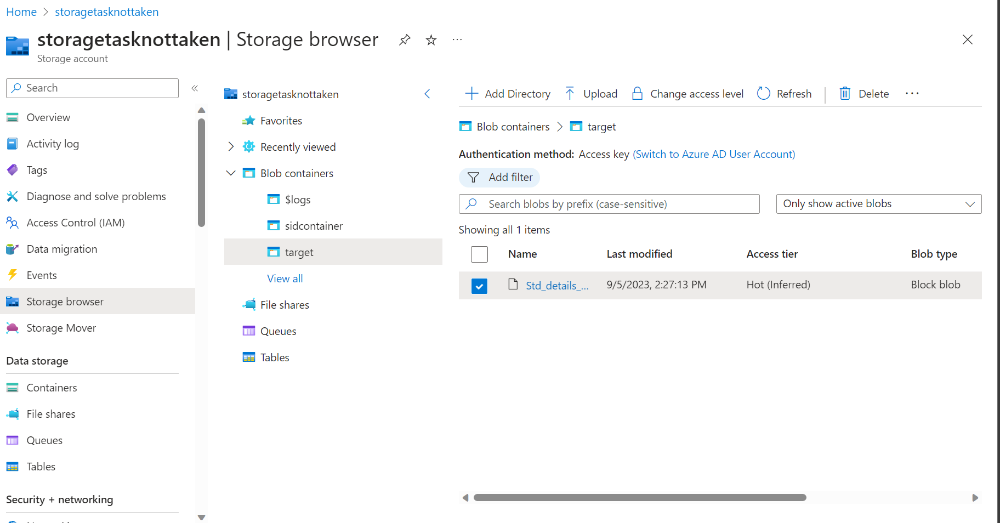 Home > storagetasknottaken
storagetasknottaken | Storage browser
Storage account
Search
Overview
Activity log
Tags
Diagnose and solve problems
Access Control (IAM)
Data migration
Events
Storage browser
Storage Mover
Data storage
Containers
File shares
Queues
Tables
Security + networking
storagetasknottaken
Favorites
Recently viewed
Blob containers
$logs
sidcontainer
target
View all
File shares
Queues
Tables
Add Directory Upload Change access level Refresh Delete
Blob containers > target
Authentication method: Access key (Switch to Azure AD User Account)
Add filter
Search blobs by prefix (case-sensitive) Only show active blobs
Showing all 1 items
Name Last modified Access tier Blob type
Std_details_... 9/5/2023, 2:27:13 PM Hot (Inferred) Block blob